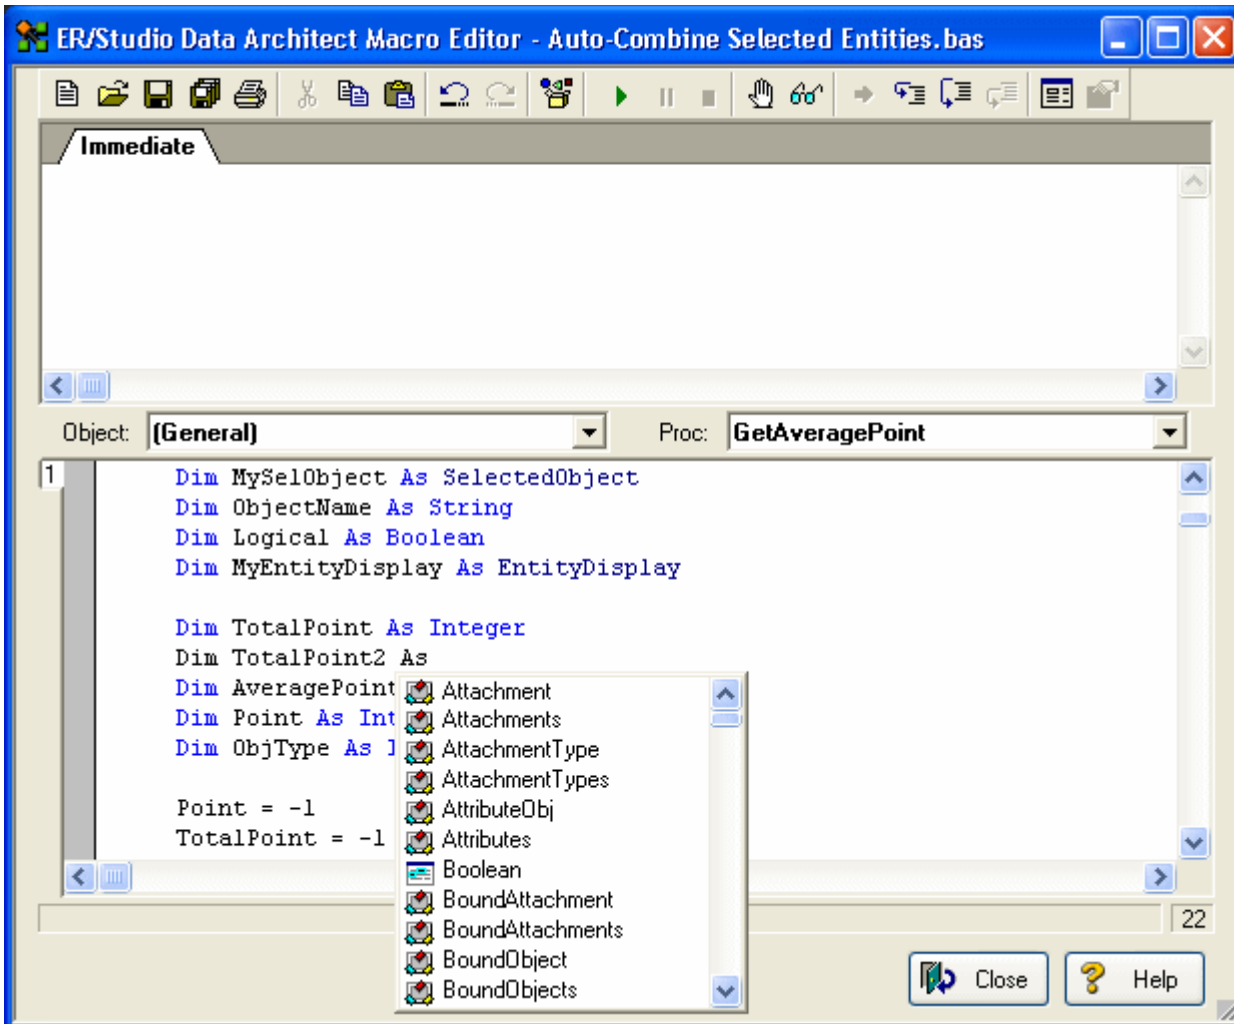 ER/Studio Data Architect Macro Editor - Auto-Combine Selected Entities.bas
Immediate
Object: (General) Proc: GetAveragePoint
1
Dim MySelObject As SelectedObject
Dim ObjectName As String
Dim Logical As Boolean
Dim MyEntityDisplay As EntityDisplay
Dim TotalPoint As Integer
Dim TotalPoint2 As
Dim AveragePoint
Dim Point As Int
Dim ObjType As I
Point = -1
TotalPoint = -1
Attachment
Attachments
AttachmentType
AttachmentTypes
AttributeObj
Attributes
Boolean
BoundAttachment
BoundAttachments
BoundObject
BoundObjects
22
Close Help